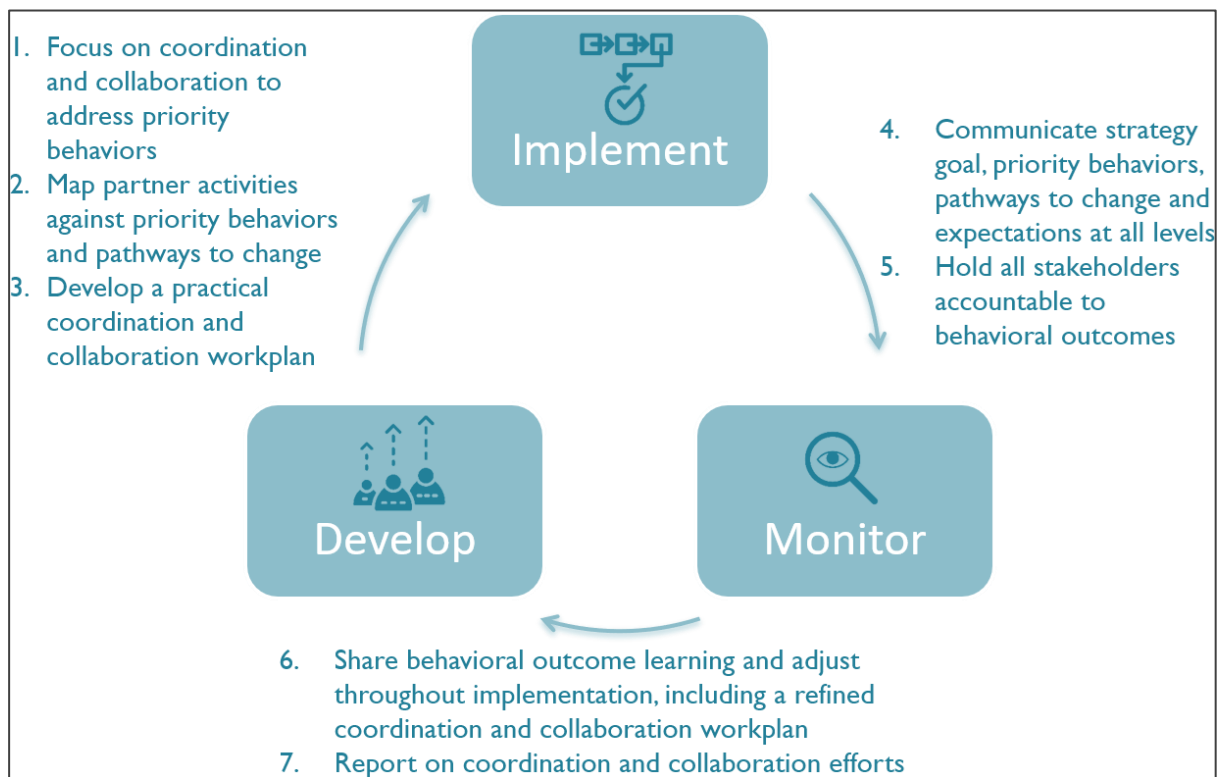 1. Focus on coordination
and collaboration to
address priority
behaviors
2. Map partner activities
against priority behaviors
and pathways to change
3. Develop a practical
coordination and
collaboration workplan
Implement
4. Communicate strategy
goal, priority behaviors,
pathways to change and
expectations at all levels
5. Hold all stakeholders
accountable to
behavioral outcomes
Develop
Monitor
6. Share behavioral outcome learning and adjust
throughout implementation, including a refined
coordination and collaboration workplan
7. Report on coordination and collaboration efforts